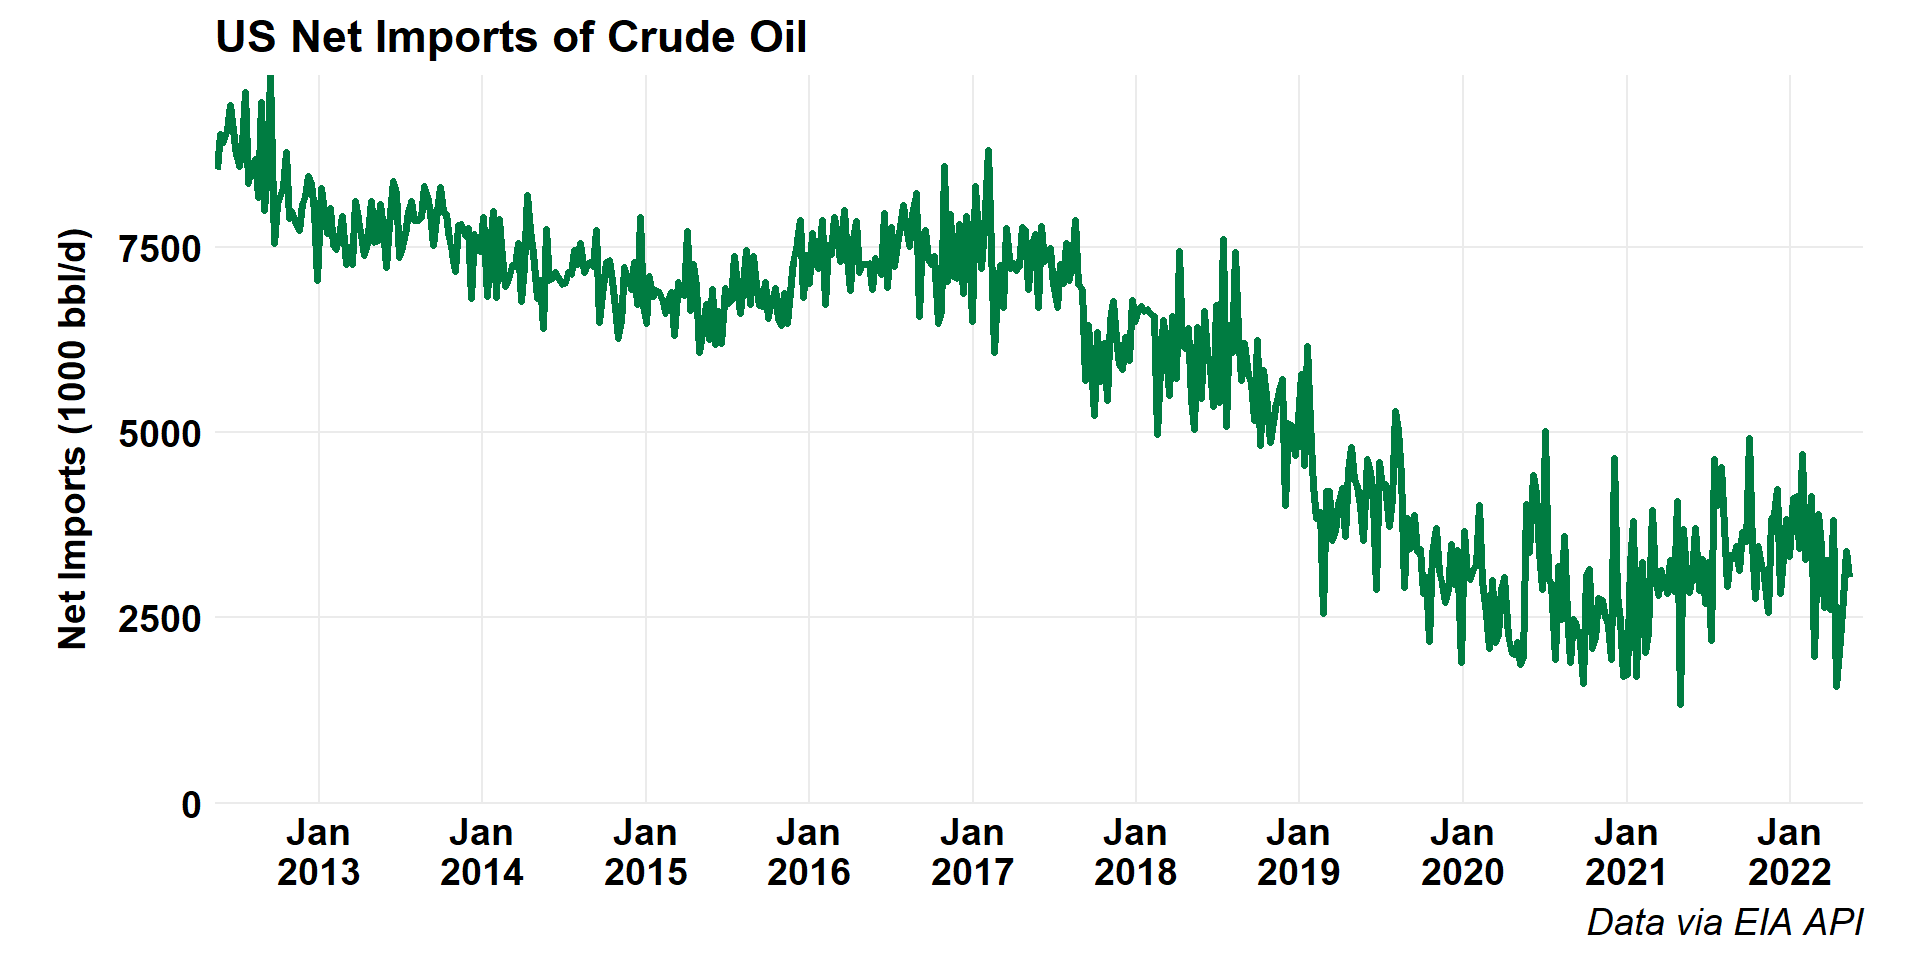 US Net Imports of Crude Oil
Net Imports (1000 bbl/d)
7500
5000
2500
0
Jan Jan Jan Jan Jan Jan Jan Jan Jan Jan
2013 2014 2015 2016 2017 2018 2019 2020 2021 2022
Data via EIA API